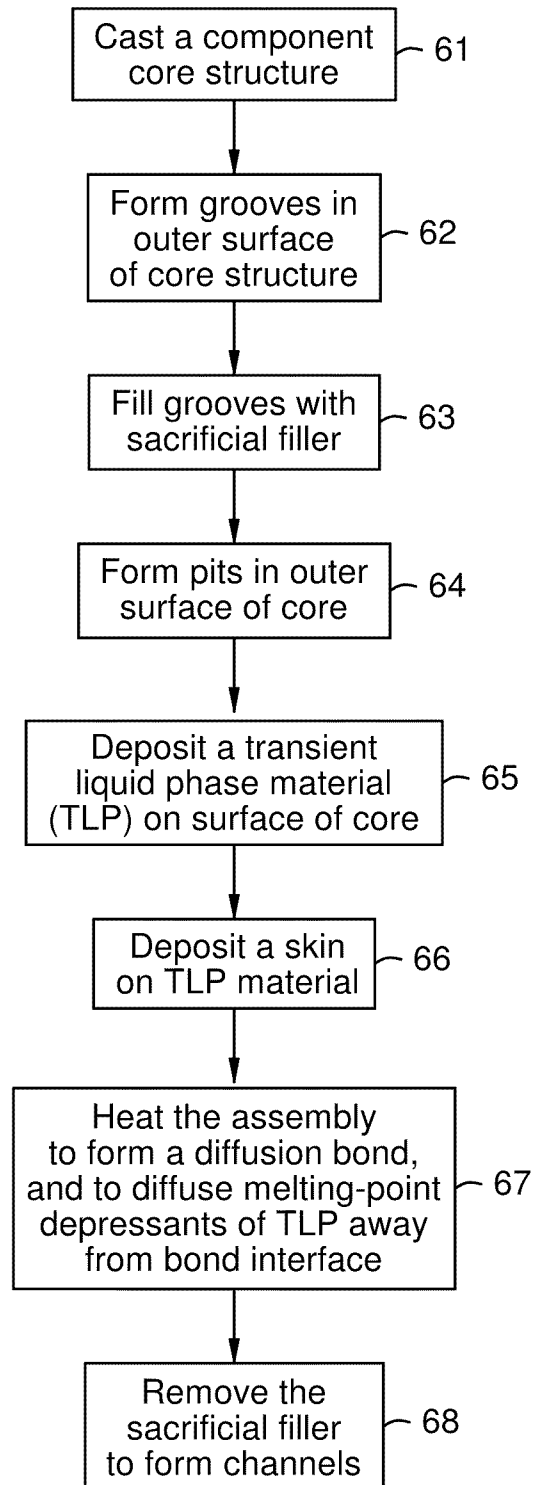 Cast a component
core structure
61
Form grooves in
outer surface
of core structure
62
Fill grooves with
sacrificial filler
63
Form pits in outer
surface of core
64
Deposit a transient
liquid phase material
(TLP) on surface of core
65
Deposit a skin
on TLP material
66
Heat the assembly
to form a diffusion bond,
and to diffuse melting-point
depressants of TLP away
from bond interface
67
Remove the
sacrificial filler
to form channels
68